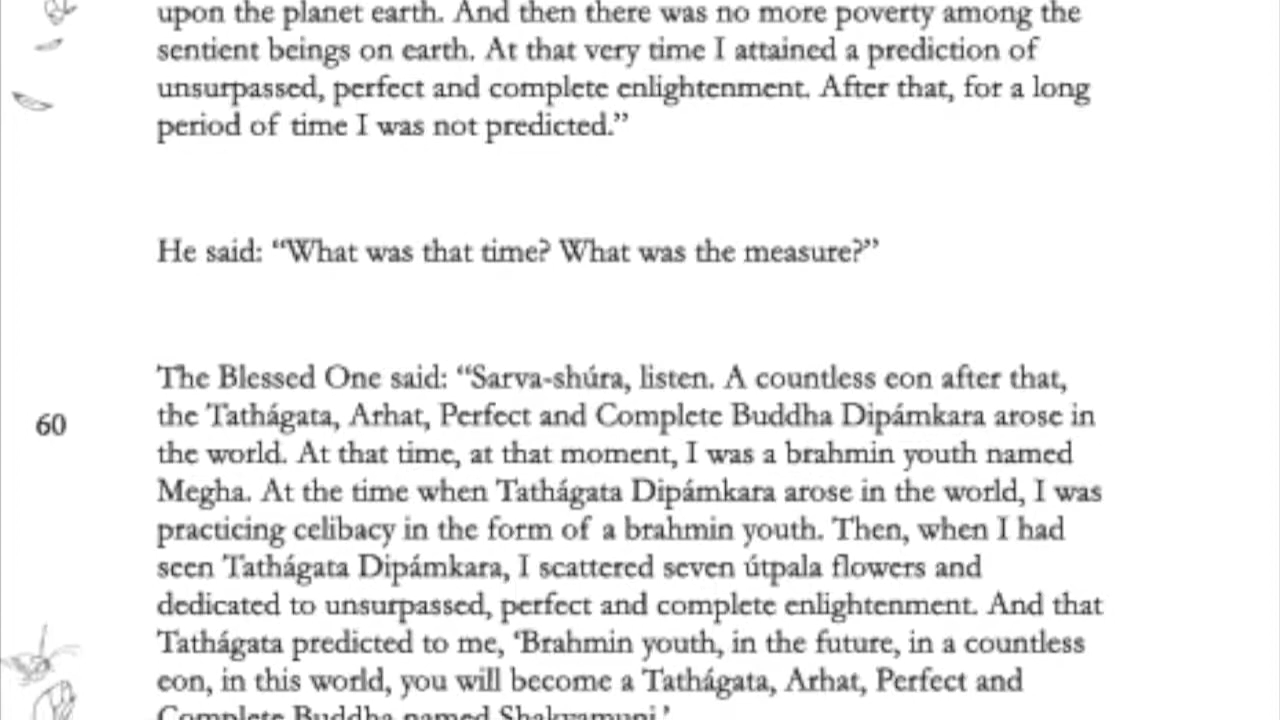 upon the planet earth. And then there was no more poverty among the
sentient beings on earth. At that very time I attained a prediction of
unsurpassed, perfect and complete enlightenment. After that, for a long
period of time I was not predicted.”
He said: “What was that time? What was the measure?”
The Blessed One said: “Sarva-shúra, listen. A countless eon after that,
60
the Tathágata, Arhat, Perfect and Complete Buddha Dipámkara arose in
the world. At that time, at that moment, I was a brahmin youth named
Megha. At the time when Tathágata Dipámkara arose in the world, I was
practicing celibacy in the form of a brahmin youth. Then, when I had
seen Tathágata Dipámkara, I scattered seven útpala flowers and
dedicated to unsurpassed, perfect and complete enlightenment. And that
Tathágata predicted to me, ‘Brahmin youth, in the future, in a countless
eon, in this world, you will become a Tathágata, Arhat, Perfect and
Complete Buddha named Shakyamuni.’